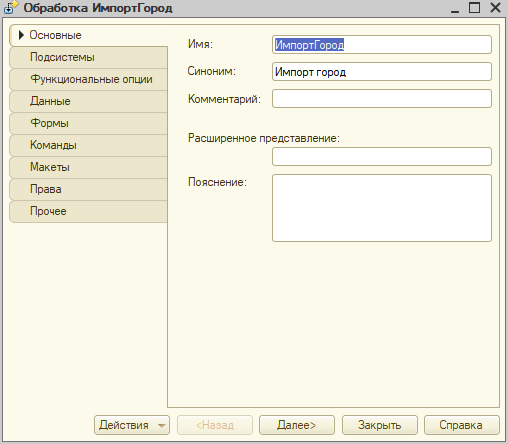 Обработка ИмпортГород
Основные
Подсистемы
Функциональные опции
Данные
Формы
Команды
Макеты
Права
Прочее
Имя: ИмпортГород
Синоним: Импорт город
Комментарий:
Расширенное представление:
Пояснение:
Действия <Назад Далее> Закрыть Справка